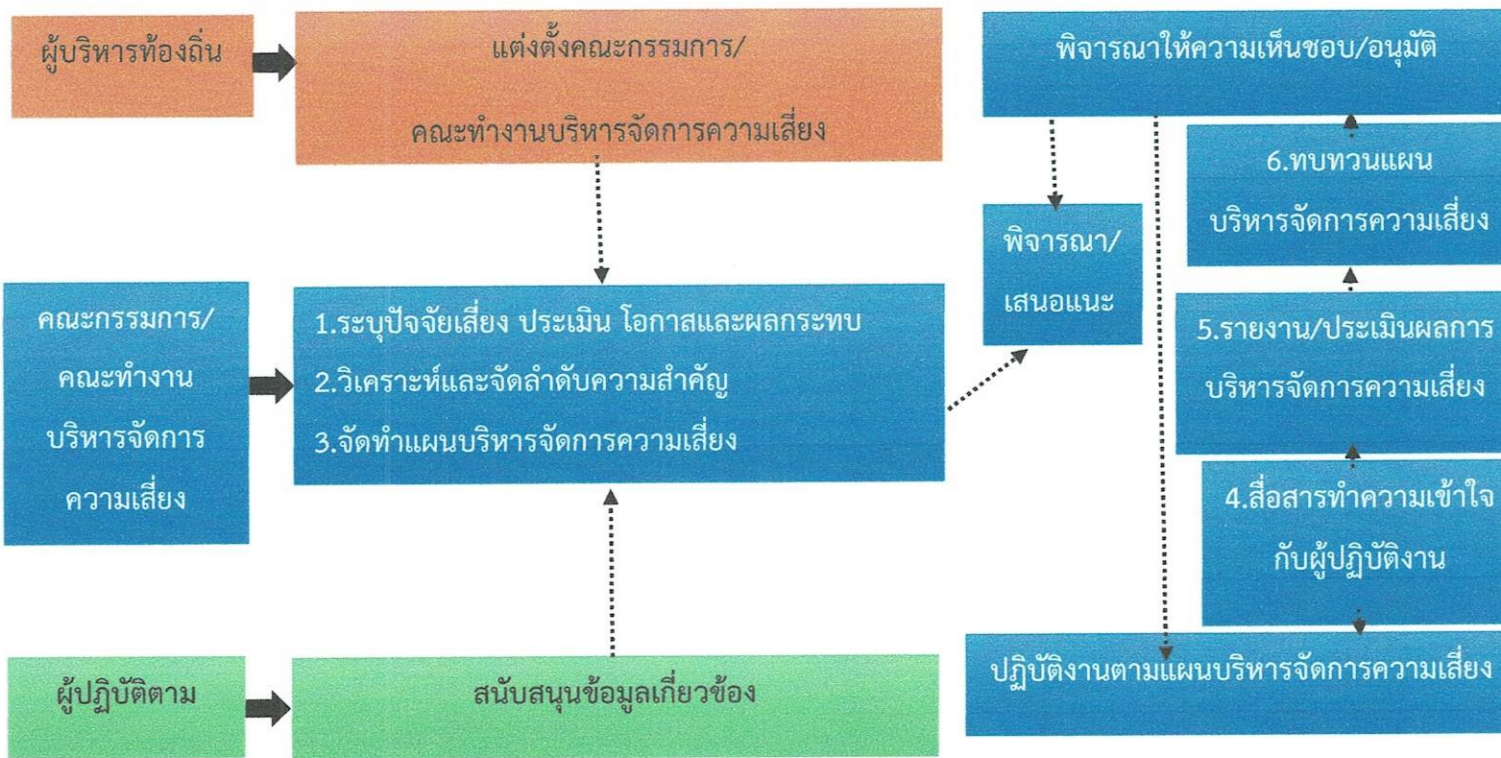 ผู้บริหารท้องถิ่น
แต่งตั้งคณะกรรมการ/
คณะทำงานบริหารจัดการความเสี่ยง
พิจารณาให้ความเห็นชอบ/อนุมัติ
6.ทบทวนแผน
บริหารจัดการความเสี่ยง
พิจารณา/
เสนอแนะ
คณะกรรมการ/
คณะทำงาน
บริหารจัดการ
ความเสี่ยง
1.ระบุปัจจัยเสี่ยง ประเมิน โอกาสและผลกระทบ
2.วิเคราะห์และจัดลำดับความสำคัญ
3.จัดทำแผนบริหารจัดการความเสี่ยง
5.รายงาน/ประเมินผลการ
บริหารจัดการความเสี่ยง
4.สื่อสารทำความเข้าใจ
กับผู้ปฏิบัติงาน
ปฏิบัติงานตามแผนบริหารจัดการความเสี่ยง
ผู้ปฏิบัติตาม
สนับสนุนข้อมูลเกี่ยวข้อง